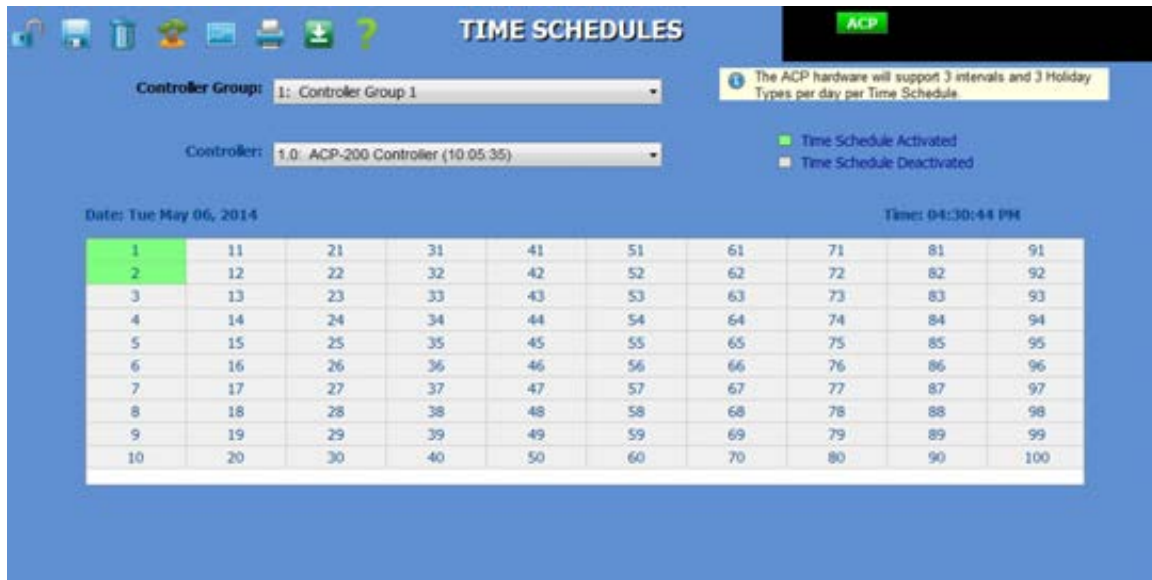 TIME SCHEDULES
ACP
Controller Group: 1: Controller Group 1
The ACP hardware will support 3 intervals and 3 Holiday
Types per day per Time Schedule.
Controller: 1.0: ACP-200 Controller (10:05:35)
Time Schedule Activated
Time Schedule Deactivated
Date: Tue May 06, 2014 Time: 04:30:44 PM
1 11 21 31 41 51 61 71 81 91
2 12 22 32 42 52 62 72 82 92
3 13 23 33 43 53 63 73 83 93
4 14 24 34 44 54 64 74 84 94
5 15 25 35 45 55 65 75 85 95
6 16 26 36 46 56 66 76 86 96
7 17 27 37 47 57 67 77 87 97
8 18 28 38 48 58 68 78 88 98
9 19 29 39 49 59 69 79 89 99
10 20 30 40 50 60 70 80 90 100